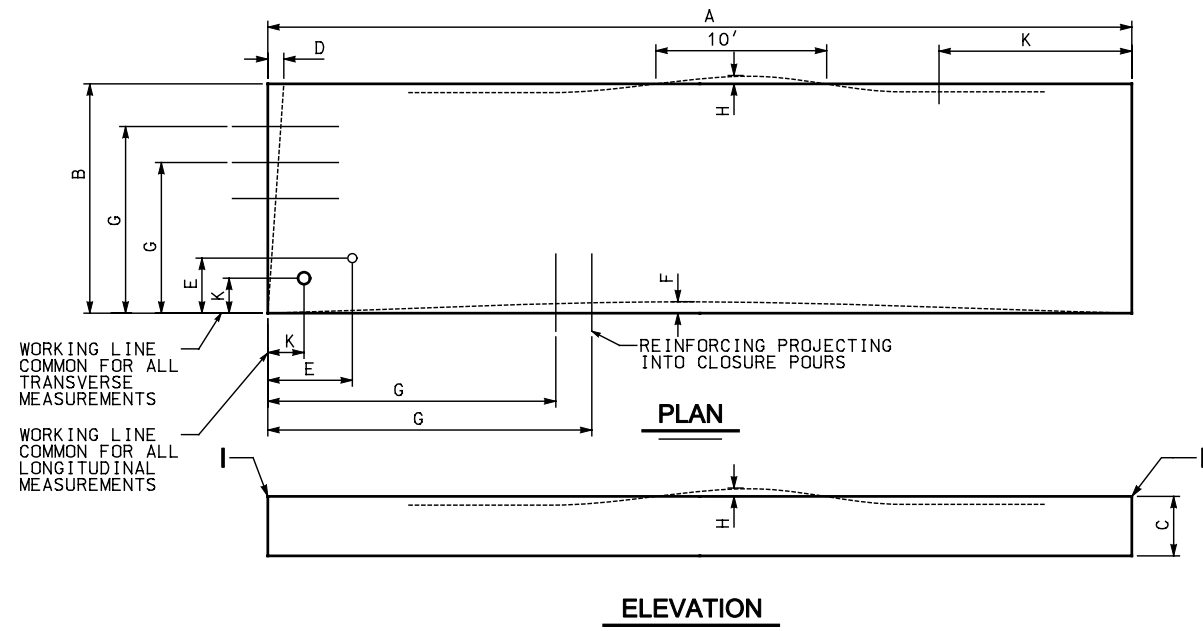 A
10'
K
D
H
B
G
G
E
K
F
WORKING LINE
COMMON FOR ALL
TRANSVERSE
MEASUREMENTS
K
E
G
G
REINFORCING PROJECTING
INTO CLOSURE POURS
PLAN
WORKING LINE
COMMON FOR ALL
LONGITUDINAL
MEASUREMENTS
I
I
H
C
ELEVATION